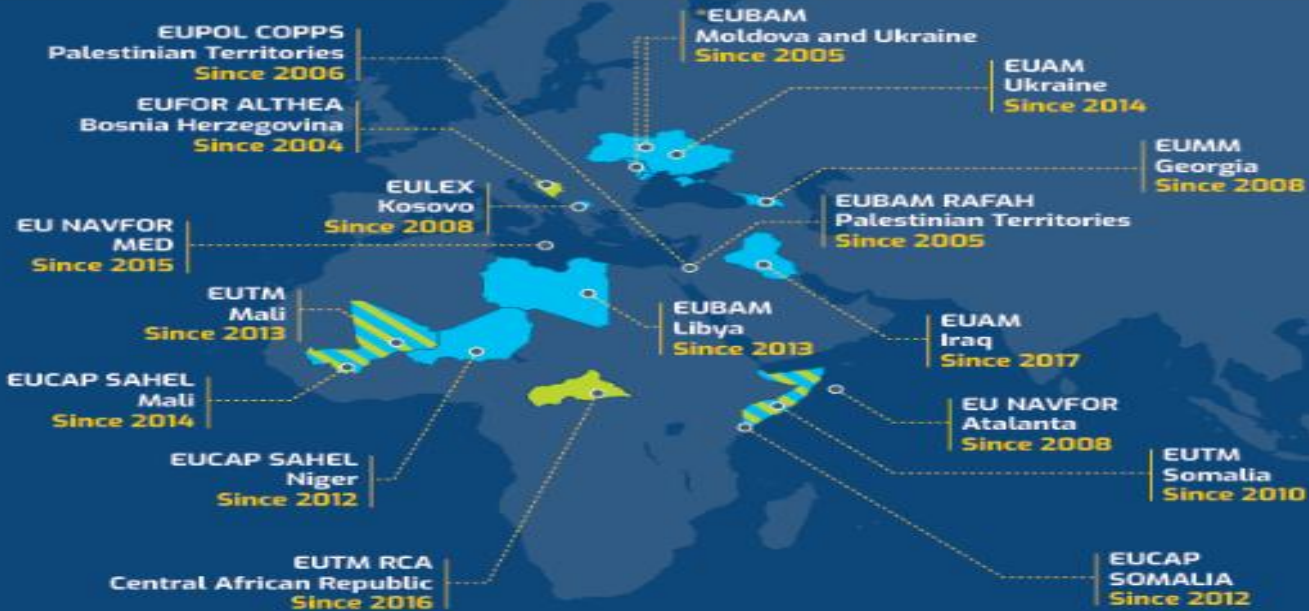 EUPOL COPPS
Palestinian Territories
Since 2006
*EUBAM
Moldova and Ukraine
Since 2005
EUAM
Ukraine
Since 2014
EUFOR ALTHEA
Bosnia Herzegovina
Since 2004
EUMM
Georgia
Since 2008
EULEX
Kosovo
Since 2008
EUBAM RAFAH
Palestinian Territories
Since 2005
EU NAVFOR
MED
Since 2015
EUTM
Mali
Since 2013
EUBAM
Libya
Since 2013
EUAM
Iraq
Since 2017
EUCAP SAHEL
Mali
Since 2014
EU NAVFOR
Atalanta
Since 2008
EUCAP SAHEL
Niger
Since 2012
EUTM
Somalia
Since 2010
EUTM RCA
Central African Republic
Since 2016
EUCAP
SOMALIA
Since 2012